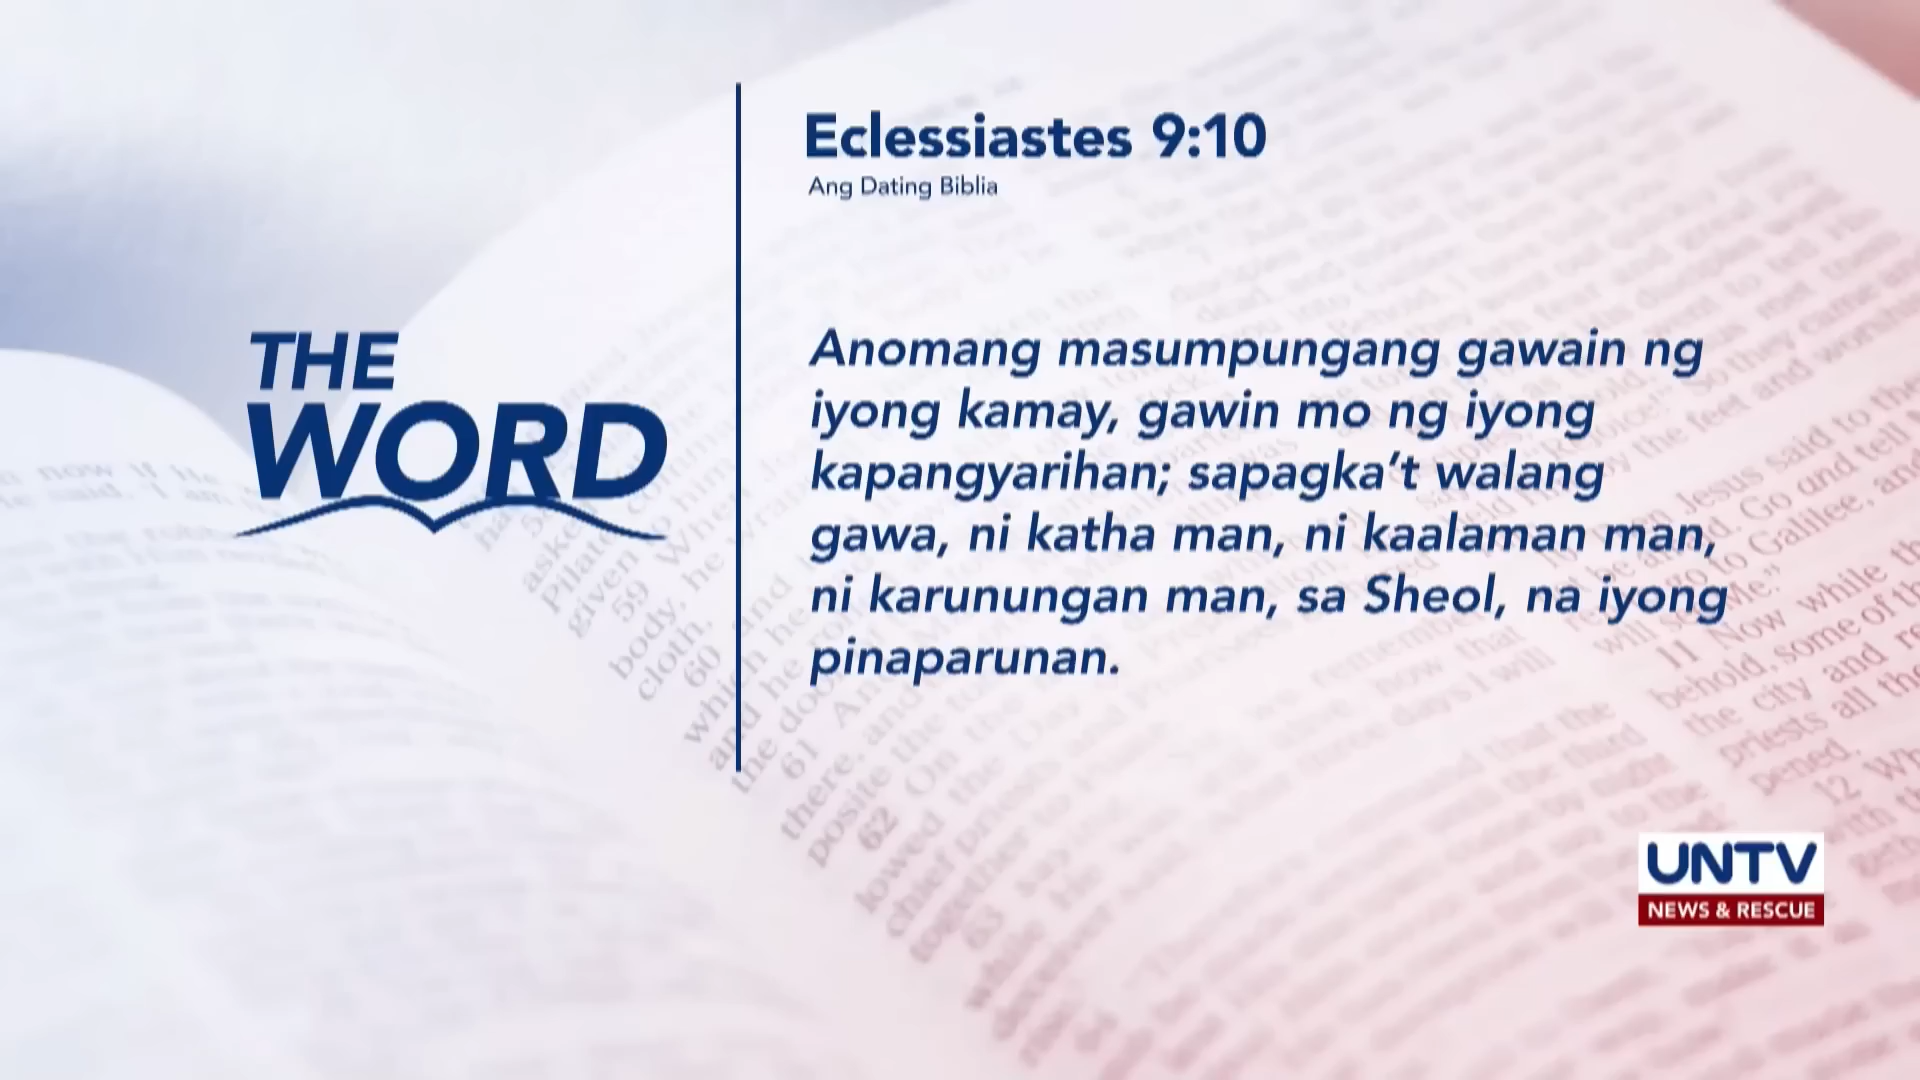 THE
WORD
Eclessiastes 9:10
Ang Dating Biblia
Anomang masumpungang gawain ng
iyong kamay, gawin mo ng iyong
kapangyarihan; sapagka’t walang
gawa, ni katha man, ni kaalaman man,
ni karunungan man, sa Sheol, na iyong
pinaparunan.
UNTV
NEWS & RESCUE